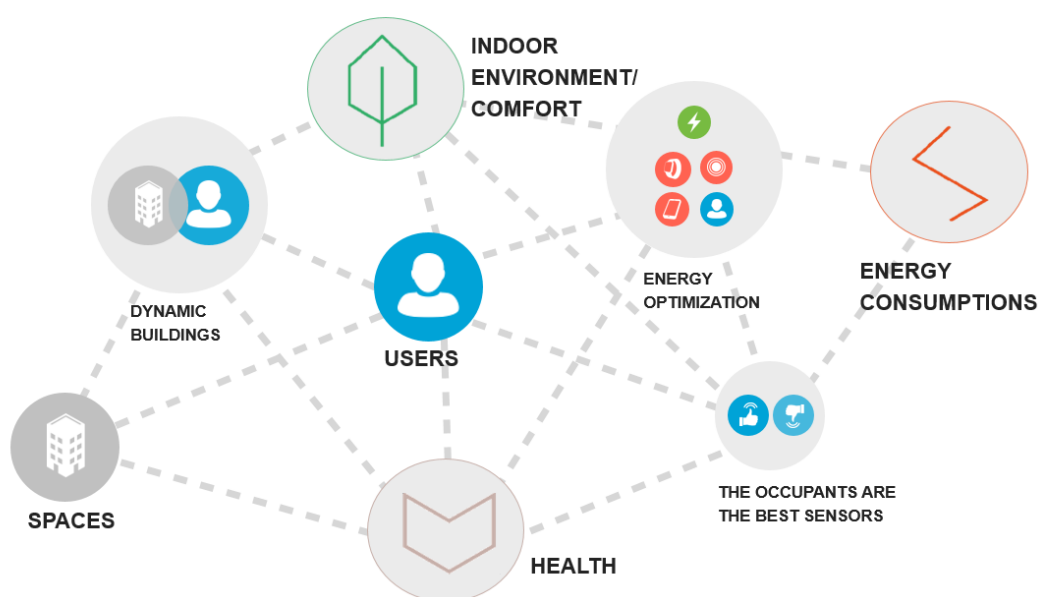 INDOOR
ENVIRONMENT/
COMFORT
DYNAMIC
BUILDINGS
USERS
ENERGY
OPTIMIZATION
ENERGY
CONSUMPTIONS
SPACES
HEALTH
THE OCCUPANTS ARE
THE BEST SENSORS